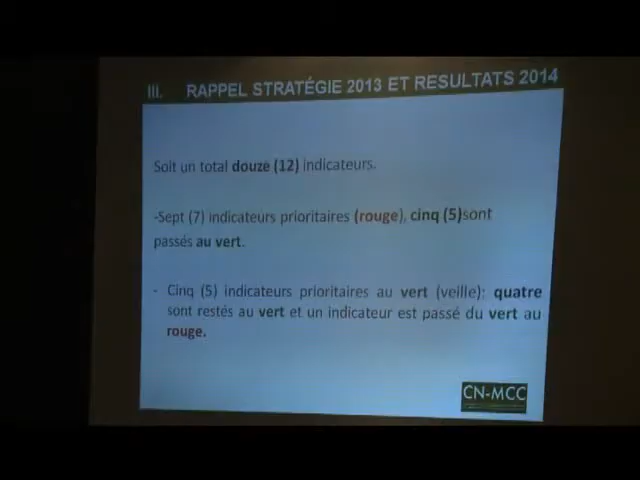 III. RAPPEL STRATÉGIE 2013 ET RESULTATS 2014
Soit un total douze (12) indicateurs.
-Sept (7) indicateurs prioritaires (rouge), cinq (5)sont
passés au vert.
- Cinq (5) indicateurs prioritaires au vert (veille): quatre
sont restés au vert et un indicateur est passé du vert au
rouge.
CN-MCC